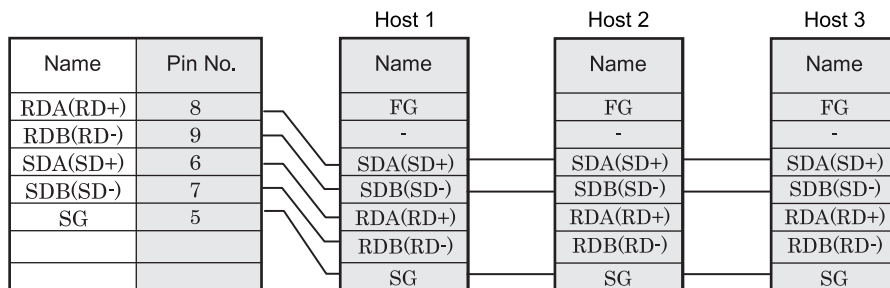 Host 1 Host 2 Host 3
Name Pin No. Name Name Name
RDA(RD+) 8 FG FG FG
RDB(RD-) 9 - - -
SDA(SD+) 6 SDA(SD+) SDA(SD+) SDA(SD+)
SDB(SD-) 7 SDB(SD-) SDB(SD-) SDB(SD-)
SG 5 RDA(RD+) RDA(RD+) RDA(RD+)
RDB(RD-) RDB(RD-) RDB(RD-)
SG SG SG